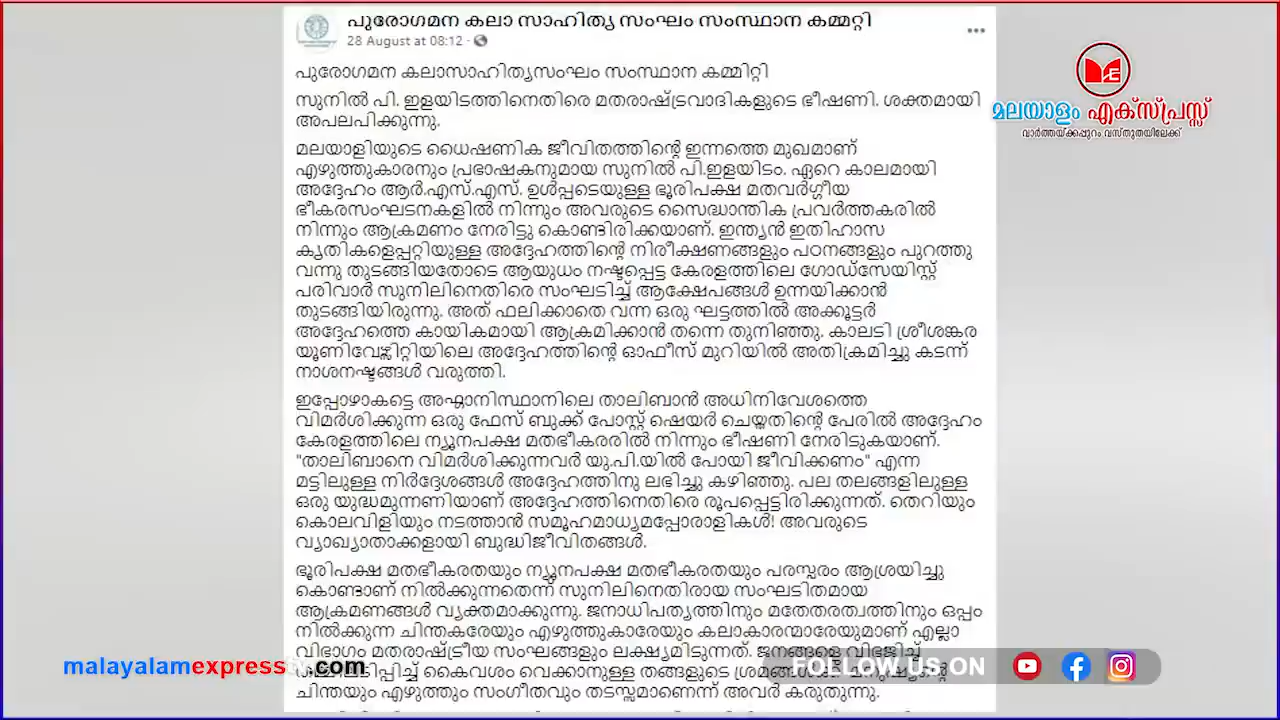 പുരോഗമന കലാ സാഹിത്യ സംഘം സംസ്ഥാന കമ്മറ്റി
28 August at 08:12 ·
പുരോഗമന കലാസാഹിത്യസംഘം സംസ്ഥാന കമ്മിറ്റി
സുനിൽ പി. ഇളയിടത്തിനെതിരെ മതരാഷ്ട്രവാദികളുടെ ഭീഷണി. ശക്തമായി
അപലപിക്കുന്നു.
മലയാളിയുടെ ധൈഷണിക ജീവിതത്തിന്റെ ഇന്നത്തെ മുഖമാണ്
എഴുത്തുകാരനും പ്രഭാഷകനുമായ സുനിൽ പി.ഇളയിടം. ഏറെ കാലമായി
അദ്ദേഹം ആർ.എസ്.എസ്. ഉൾപ്പടെയുള്ള ഭൂരിപക്ഷ മതവർഗ്ഗീയ
ഭീകരസംഘടനകളിൽ നിന്നും അവരുടെ സൈദ്ധാന്തിക പ്രവർത്തകരിൽ
നിന്നും ആക്രമണം നേരിട്ടു കൊണ്ടിരിക്കയാണ്. ഇന്ത്യൻ ഇതിഹാസ
കൃതികളെപ്പറ്റിയുള്ള അദ്ദേഹത്തിന്റെ നിരീക്ഷണങ്ങളും പഠനങ്ങളും പുറത്തു
വന്നു തുടങ്ങിയതോടെ ആയുധം നഷ്ടപ്പെട്ട കേരളത്തിലെ ഗോഡ്സേയിസ്റ്റ്
പരിവാർ സുനിലിനെതിരെ സംഘടിച്ച് ആക്ഷേപങ്ങൾ ഉന്നയിക്കാൻ
തുടങ്ങിയിരുന്നു. അത് ഫലിക്കാതെ വന്ന ഒരു ഘട്ടത്തിൽ അക്കൂട്ടർ
അദ്ദേഹത്തെ കായികമായി ആക്രമിക്കാൻ തന്നെ തുനിഞ്ഞു. കാലടി ശ്രീശങ്കര
യൂണിവേഴ്സിറ്റിയിലെ അദ്ദേഹത്തിന്റെ ഓഫീസ് മുറിയിൽ അതിക്രമിച്ചു കടന്ന്
നാശനഷ്ടങ്ങൾ വരുത്തി.
ഇപ്പോഴാകട്ടെ അഫ്ഗാനിസ്ഥാനിലെ താലിബാൻ അധിനിവേശത്തെ
വിമർശിക്കുന്ന ഒരു ഫേസ് ബുക്ക് പോസ്റ്റ് ഷെയർ ചെയ്തതിന്റെ പേരിൽ അദ്ദേഹം
കേരളത്തിലെ ന്യൂനപക്ഷ മതഭീകരരിൽ നിന്നും ഭീഷണി നേരിടുകയാണ്.
"താലിബാനെ വിമർശിക്കുന്നവർ യു.പി.യിൽ പോയി ജീവിക്കണം" എന്ന
മട്ടിലുള്ള നിർദ്ദേശങ്ങൾ അദ്ദേഹത്തിനു ലഭിച്ചു കഴിഞ്ഞു. പല തലങ്ങളിലുള്ള
ഒരു യുദ്ധമുന്നണിയാണ് അദ്ദേഹത്തിനെതിരെ രൂപപ്പെട്ടിരിക്കുന്നത്. തെറിയും
കൊലവിളിയും നടത്താൻ സമൂഹമാധ്യമപ്പോരാളികൾ! അവരുടെ
വ്യാഖ്യാതാക്കളായി ബുദ്ധിജീവിതങ്ങൾ.
ഭൂരിപക്ഷ മതഭീകരതയും ന്യൂനപക്ഷ മതഭീകരതയും പരസ്പരം ആശ്രയിച്ചു
കൊണ്ടാണ് നിൽക്കുന്നതെന്ന് സുനിലിനെതിരായ സംഘടിതമായ
ആക്രമണങ്ങൾ വ്യക്തമാക്കുന്നു. ജനാധിപത്യത്തിനും മതേതരത്വത്തിനും ഒപ്പം
നിൽക്കുന്ന ചിന്തകരേയും എഴുത്തുകാരേയും കലാകാരന്മാരേയുമാണ് എല്ലാ
വിഭാഗം മതരാഷ്ട്രീയ സംഘങ്ങളും ലക്ഷ്യമിടുന്നത്. ജനങ്ങളെ വിഭജിച്ച്
കൈവശം വെക്കാനുള്ള തങ്ങളുടെ
ചിന്തയും എഴുത്തും സംഗീതവും തടസ്സമാണെന്ന് അവർ കരുതുന്നു.
മലയാളം എക്സ്പ്രസ്സ്
വാർത്തയ്ക്കപ്പുറം വസ്തുതയിലേക്ക്
malayalamexpresstv.com
FOLLOW US ON